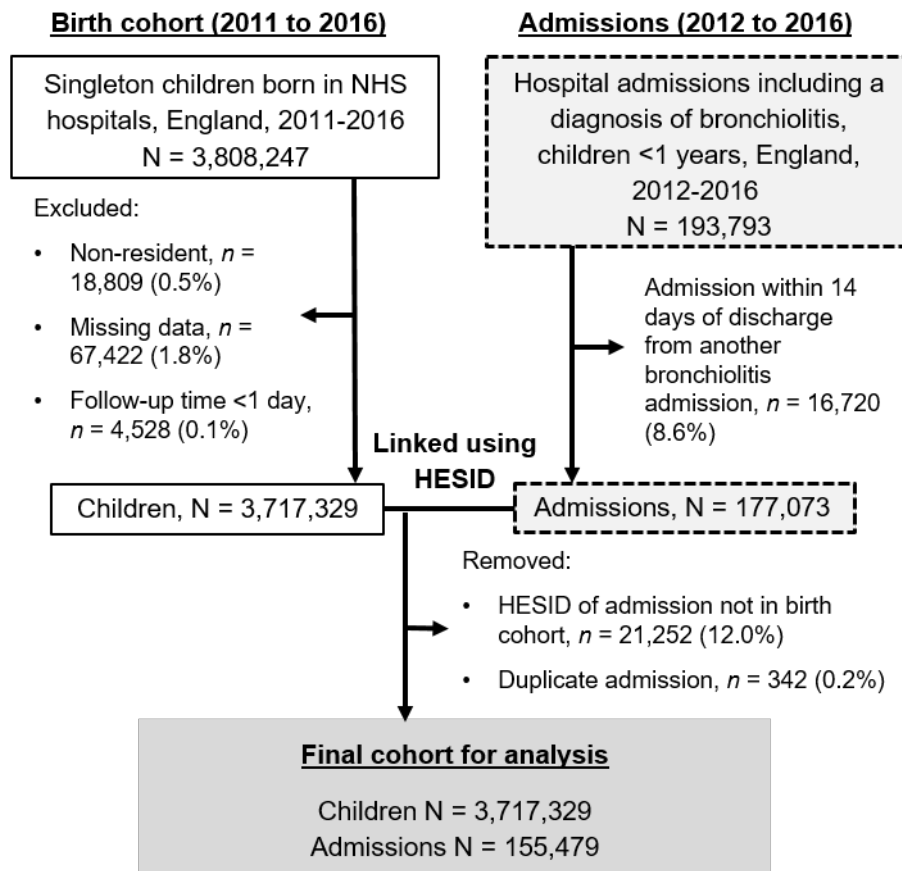 Birth cohort (2011 to 2016)
Singleton children born in NHS
hospitals, England, 2011-2016
N = 3,808,247
Excluded:
• Non-resident, n =
18,809 (0.5%)
• Missing data, n =
67,422 (1.8%)
• Follow-up time <1 day,
n = 4,528 (0.1%)
Children, N = 3,717,329
Admissions (2012 to 2016)
Hospital admissions including a
diagnosis of bronchiolitis,
children <1 years, England,
2012-2016
N = 193,793
Admission within 14
days of discharge
from another
bronchiolitis
admission, n = 16,720
(8.6%)
Admissions, N = 177,073
Linked using
HESID
Removed:
• HESID of admission not in birth
cohort, n = 21,252 (12.0%)
• Duplicate admission, n = 342 (0.2%)
Final cohort for analysis
Children N = 3,717,329
Admissions N = 155,479